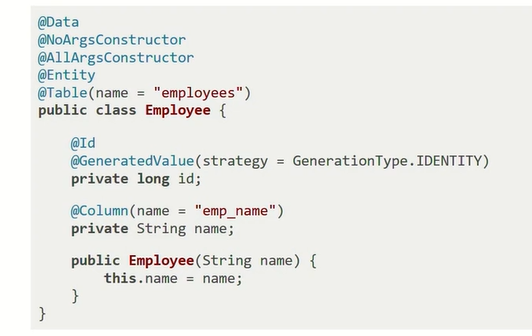 @Data
@NoArgsConstructor
@AllArgsConstructor
@Entity
@Table(name = "employees")
public class Employee {
@Id
@GeneratedValue(strategy = GenerationType.IDENTITY)
private long id;
@Column(name = "emp_name")
private String name;
public Employee(String name) {
this.name = name;
}
}